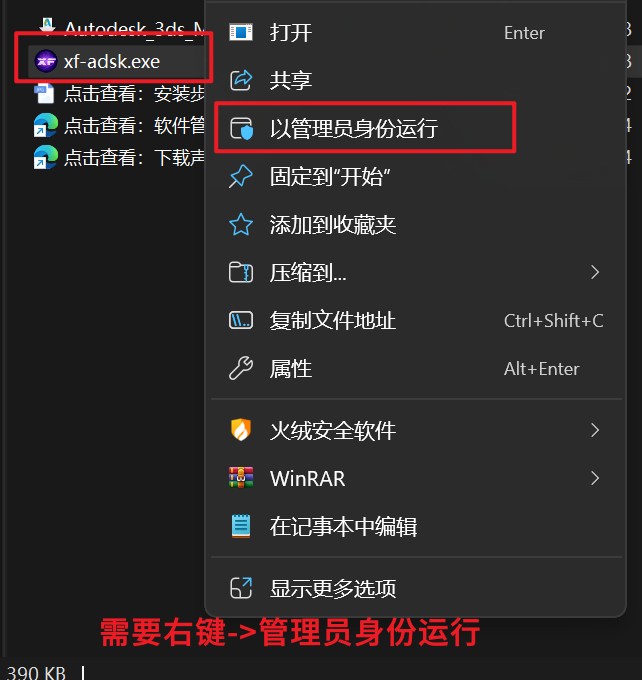 Autodesk_3ds_M
xf-adsk.exe
点击查看：安装步
点击查看：软件管
点击查看：下载声
打开 Enter
共享
以管理员身份运行
固定到"开始"
添加到收藏夹
压缩到...
复制文件地址 Ctrl+Shift+C
属性 Alt+Enter
火绒安全软件
WinRAR
在记事本中编辑
显示更多选项
需要右键->管理员身份运行
390 KB